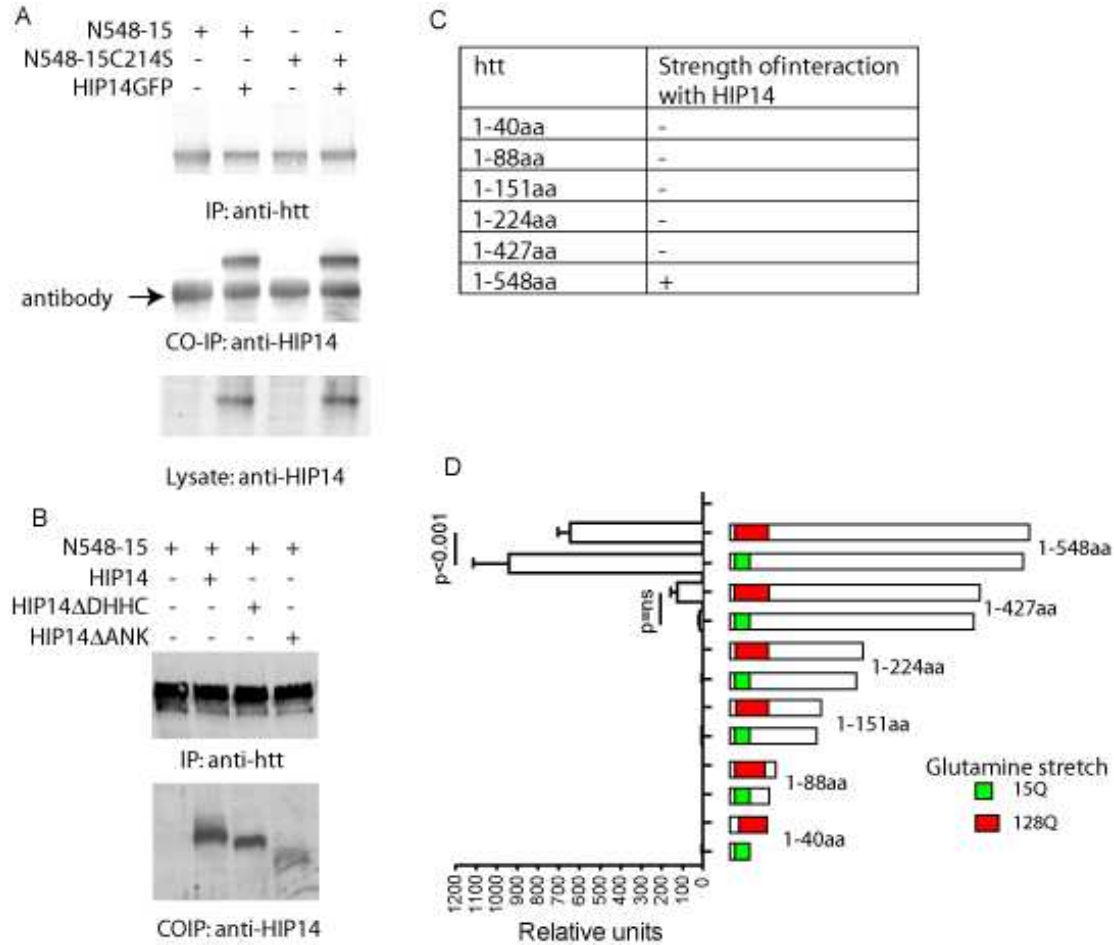 A
N548-15 + + - -
N548-15C214S - - + +
HIP14GFP - + - +
IP: anti-htt
antibody →
CO-IP: anti-HIP14
Lysate: anti-HIP14
B
N548-15 + + + +
HIP14 - + - -
HIP14ΔDHHC - - + -
HIP14ΔANK - - - +
IP: anti-htt
COIP: anti-HIP14
C
htt Strength ofinteraction
with HIP14
1-40aa -
1-88aa -
1-151aa -
1-224aa -
1-427aa -
1-548aa +
D
p<0.001
p=ns
1-548aa
1-427aa
1-224aa
1-151aa
1-88aa
1-40aa
Glutamine stretch
15Q
128Q
1200 1100 1000 900 800 700 600 500 400 300 200 100 0
Relative units